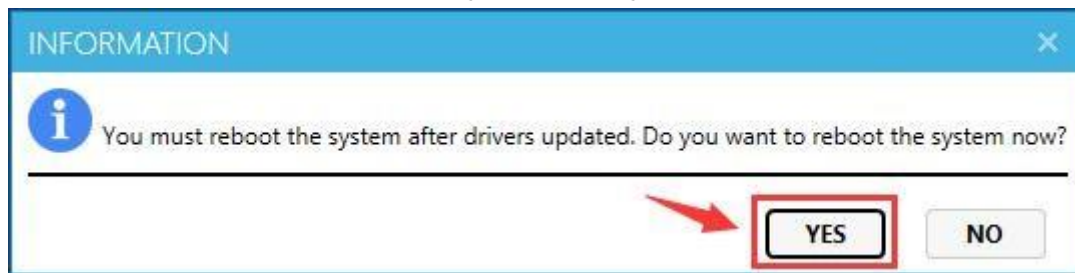 INFORMATION
You must reboot the system after drivers updated. Do you want to reboot the system now?
YES NO